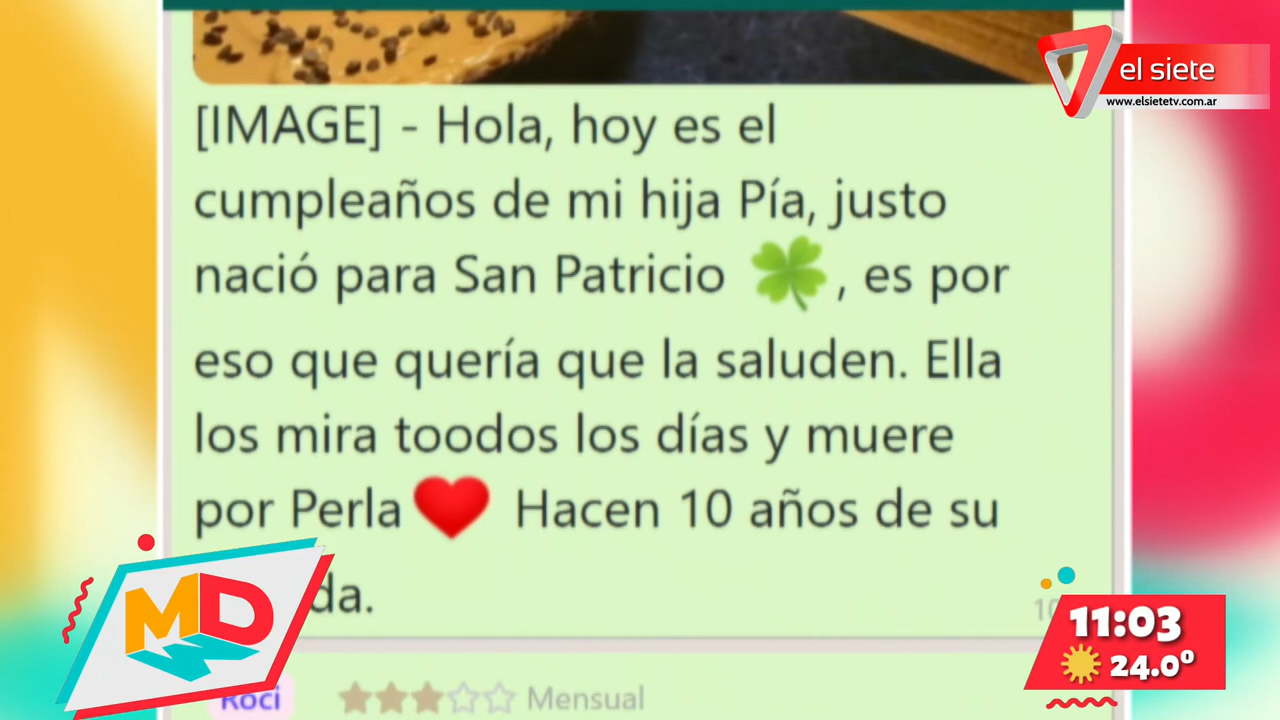 el siete
www.elsietetv.com.ar
[IMAGE] - Hola, hoy es el
cumpleaños de mi hija Pía, justo
nació para San Patricio 🍀, es por
eso que quería que la saluden. Ella
los mira toodos los días y muere
por Perla❤️ Hacen 10 años de su
da.
MD
11:03
24.0º
Roci ★★★☆☆ Mensual